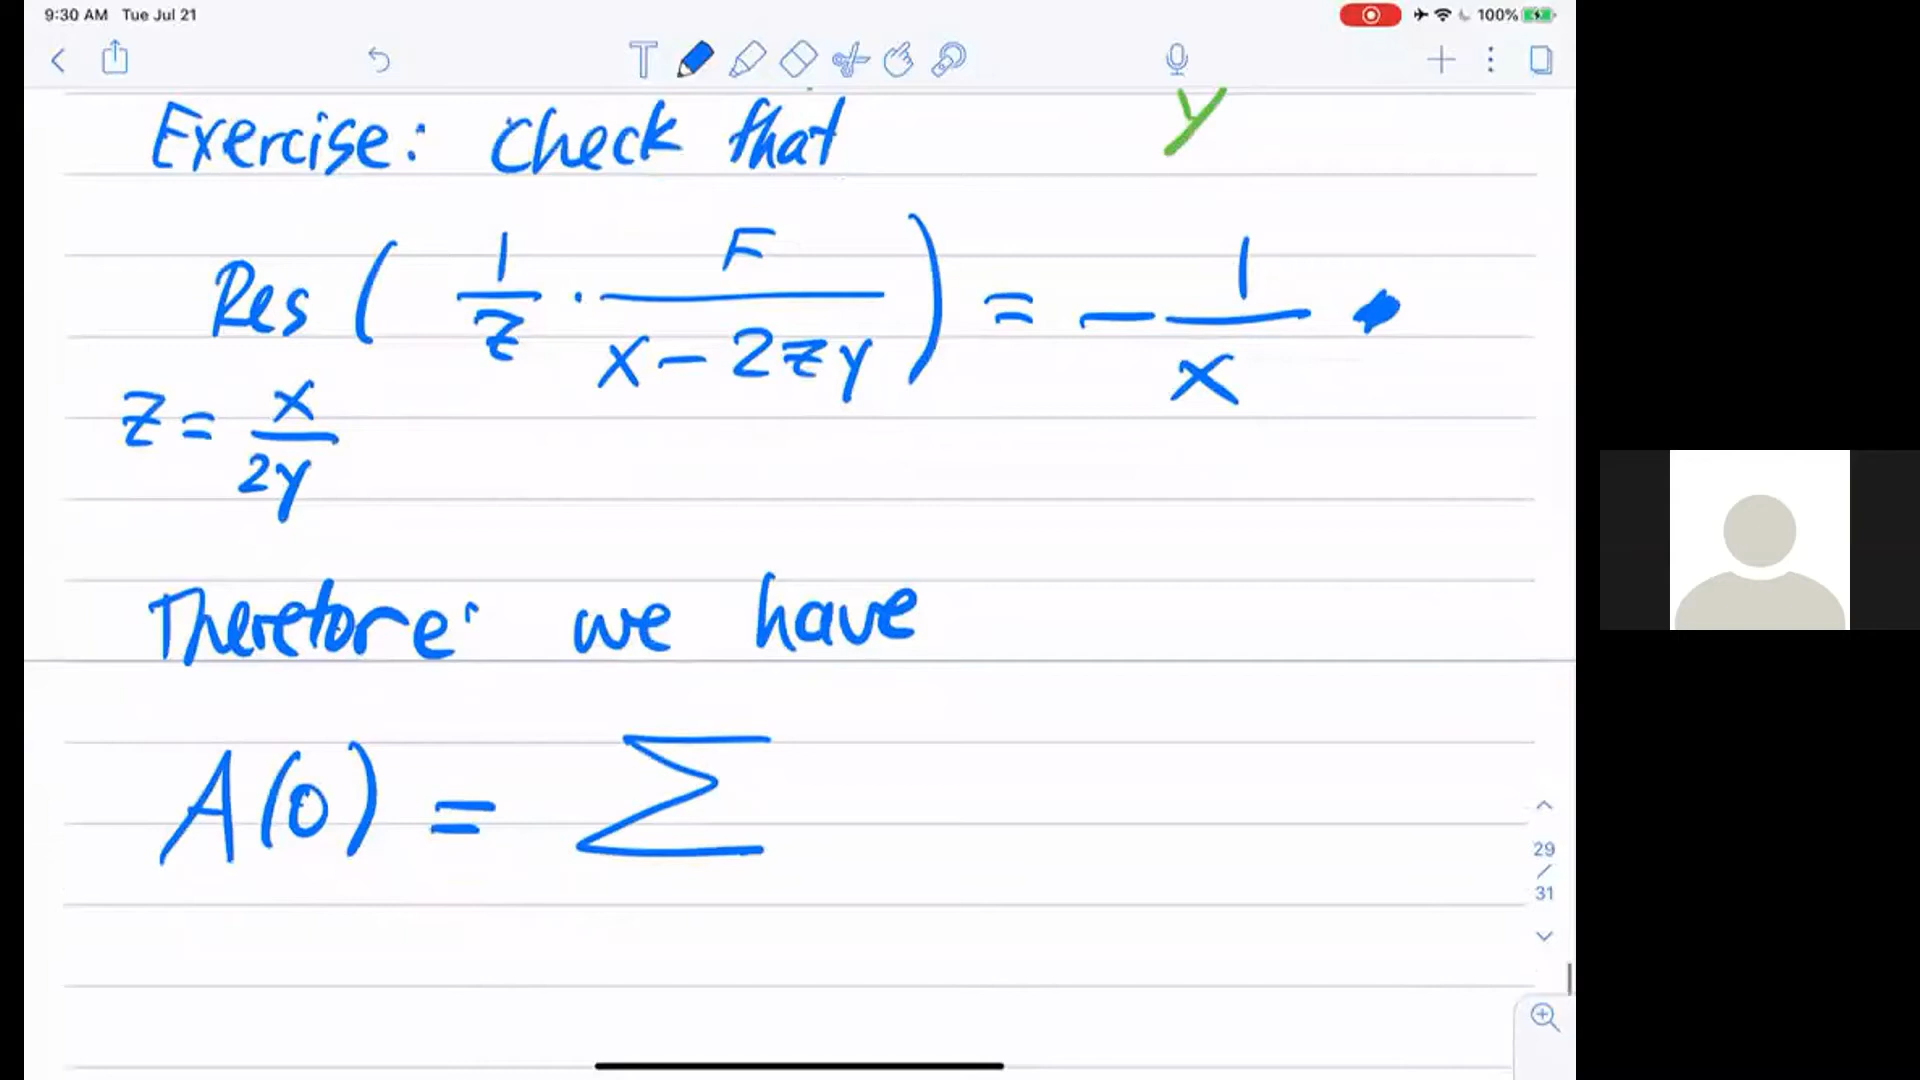 9:30 AM Tue Jul 21
100%
T
Exercise: Check that
y
Res ( 1/z · F/(x - 2zy) ) = - 1/x
z = x/2y
Therefore: we have
A(0) = Σ
29
/
31